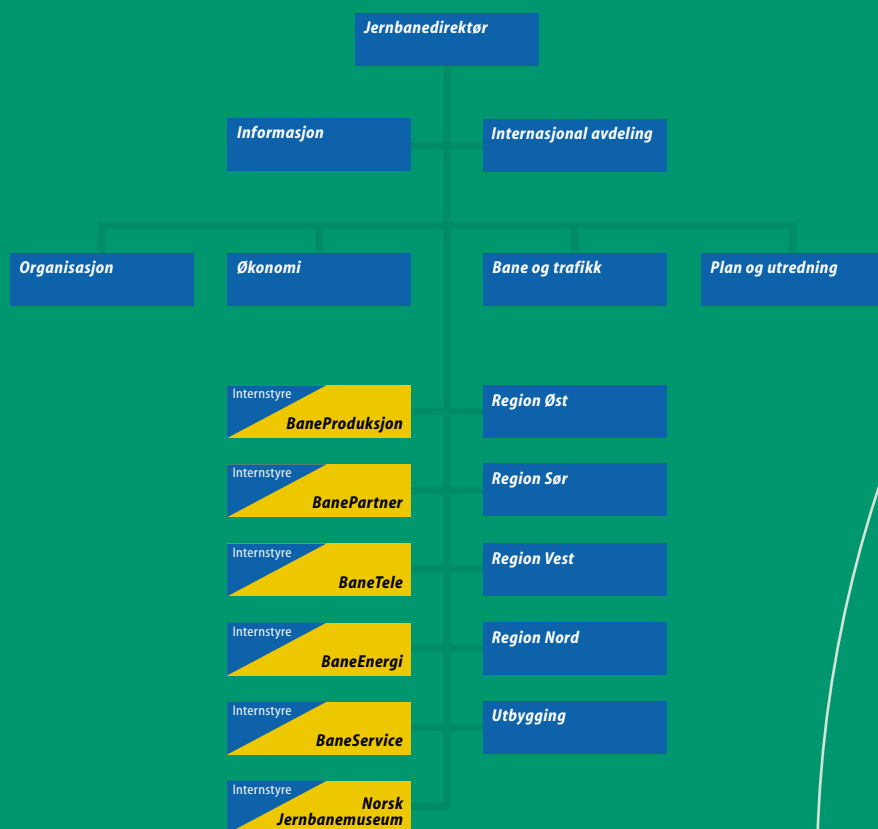 Jernbanedirektør
Informasjon
Internasjonal avdeling
Organisasjon
Økonomi
Bane og trafikk
Plan og utredning
Internstyre
BaneProduksjon
Region Øst
Internstyre
BanePartner
Region Sør
Internstyre
BaneTele
Region Vest
Internstyre
BaneEnergi
Region Nord
Internstyre
BaneService
Utbygging
Internstyre
Norsk
Jernbanemuseum